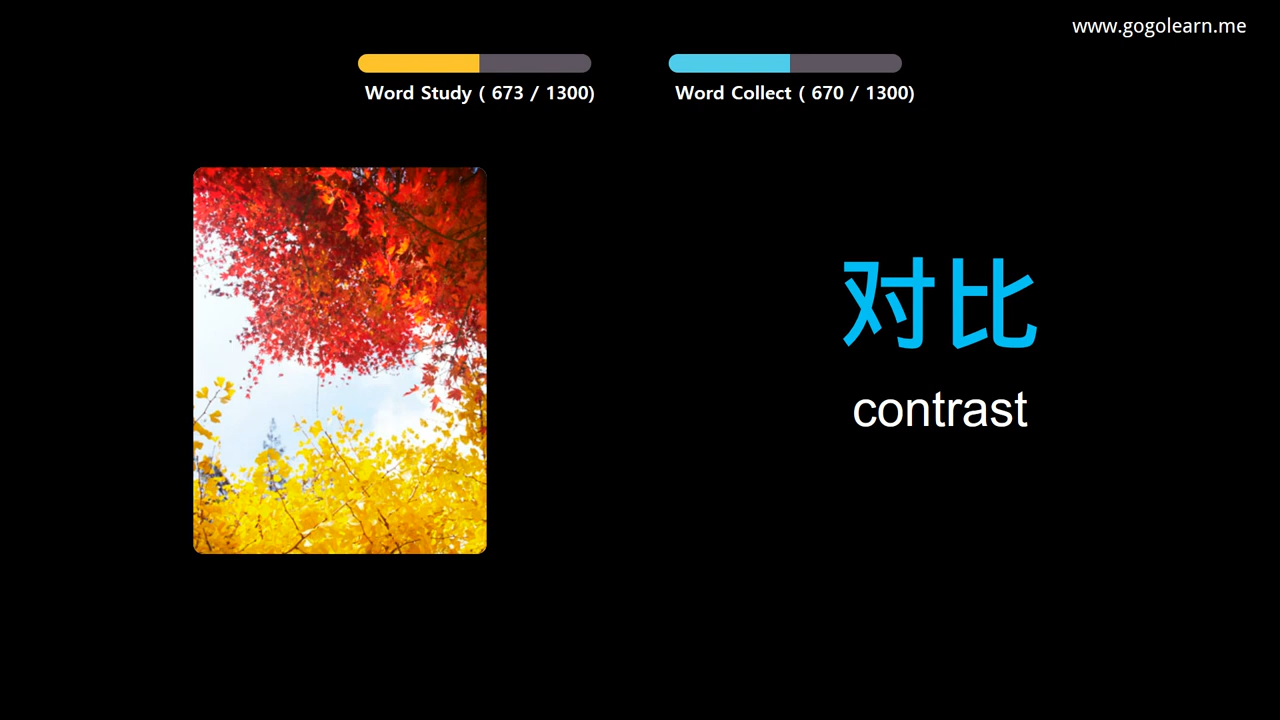 www.gogolearn.me
Word Study ( 673 / 1300)
Word Collect ( 670 / 1300)
对比
contrast